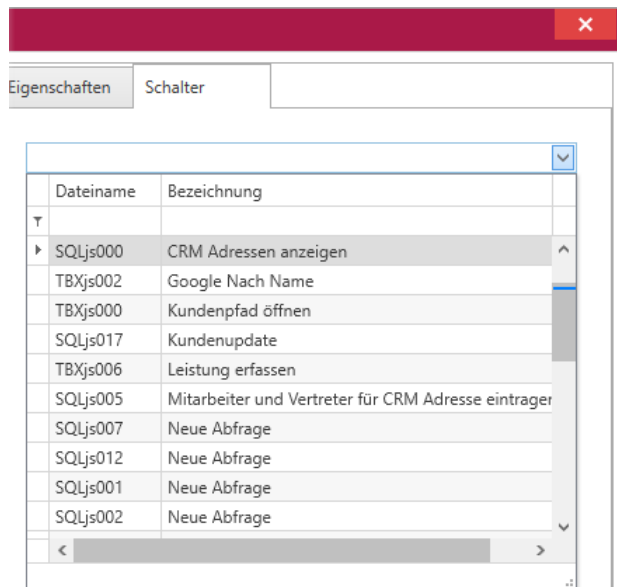 Eigenschaften Schalter
Dateiname Bezeichnung
SQLjs000 CRM Adressen anzeigen
TBXjs002 Google Nach Name
TBXjs000 Kundenpfad öffnen
SQLjs017 Kundenupdate
TBXjs006 Leistung erfassen
SQLjs005 Mitarbeiter und Vertreter für CRM Adresse eintragen
SQLjs007 Neue Abfrage
SQLjs012 Neue Abfrage
SQLjs001 Neue Abfrage
SQLjs002 Neue Abfrage